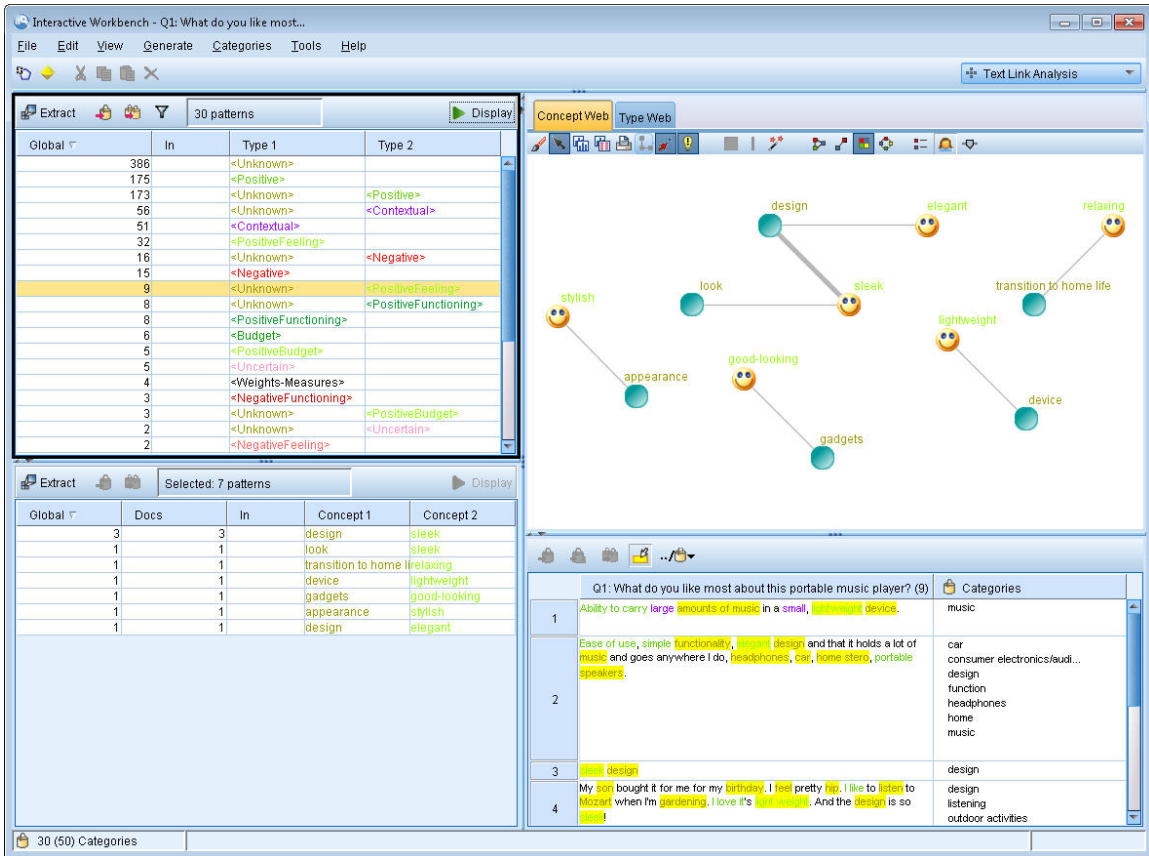 Interactive Workbench - Q1: What do you like most...
File Edit View Generate Categories Tools Help
Text Link Analysis
Extract 30 patterns Display
Global In Type 1 Type 2
386 <Unknown>
175 <Positive>
173 <Unknown> <Positive>
56 <Unknown> <Contextual>
51 <Contextual>
32 <PositiveFeeling>
16 <Unknown> <Negative>
15 <Negative>
9 <Unknown> <PositiveFeeling>
8 <Unknown> <PositiveFunctioning>
8 <PositiveFunctioning>
6 <Budget>
5 <PositiveBudget>
5 <Uncertain>
4 <Weights-Measures>
3 <NegativeFunctioning>
3 <Unknown> <PositiveBudget>
2 <Unknown> <Uncertain>
2 <NegativeFeeling>
Extract Selected: 7 patterns Display
Global Docs In Concept 1 Concept 2
3 3 design sleek
1 1 look sleek
1 1 transition to home li relaxing
1 1 device lightweight
1 1 gadgets good-looking
1 1 appearance stylish
1 1 design elegant
Concept Web Type Web
design elegant relaxing
look sleek transition to home life
stylish
lightweight
good-looking
appearance
device
gadgets
../
Q1: What do you like most about this portable music player? (9) Categories
1 Ability to carry large amounts of music in a small, lightweight device. music
2 Ease of use, simple functionality, elegant design and that it holds a lot of
music and goes anywhere I do, headphones, car, home stero, portable
speakers.
car
consumer electronics/audi...
design
function
headphones
home
music
3 sleek design design
4 My son bought it for me for my birthday. I feel pretty hip. I like to listen to
Mozart when I'm gardening. I love it's light weight. And the design is so
sleek!
design
listening
outdoor activities
30 (50) Categories